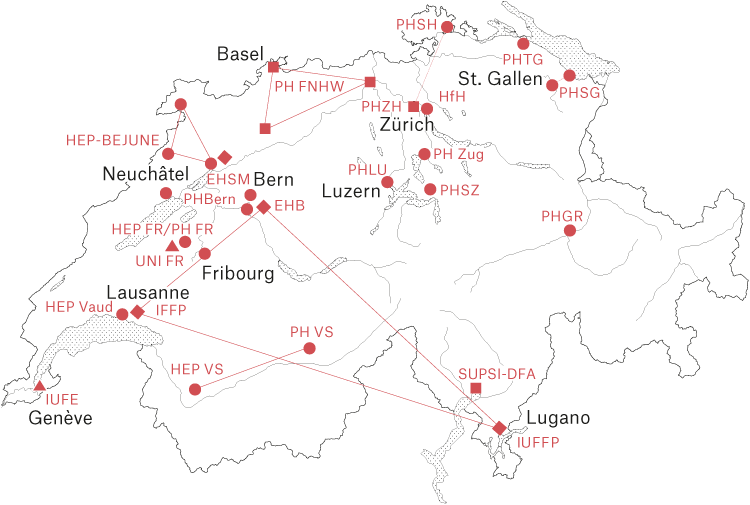 PHSH
Basel
PHTG
PH FNHW
St. Gallen
HfH
PHSG
PHZH
Zürich
HEP-BEJUNE
PH Zug
Neuchâtel
EHSM
Bern
PHLU
Luzern
PHSZ
PHBern
EHB
PHGR
HEP FR/PH FR
UNI FR
Fribourg
Lausanne
HEP Vaud
IFFP
PH VS
HEP VS
SUPSI-DFA
IUFE
Genève
Lugano
IUFFP